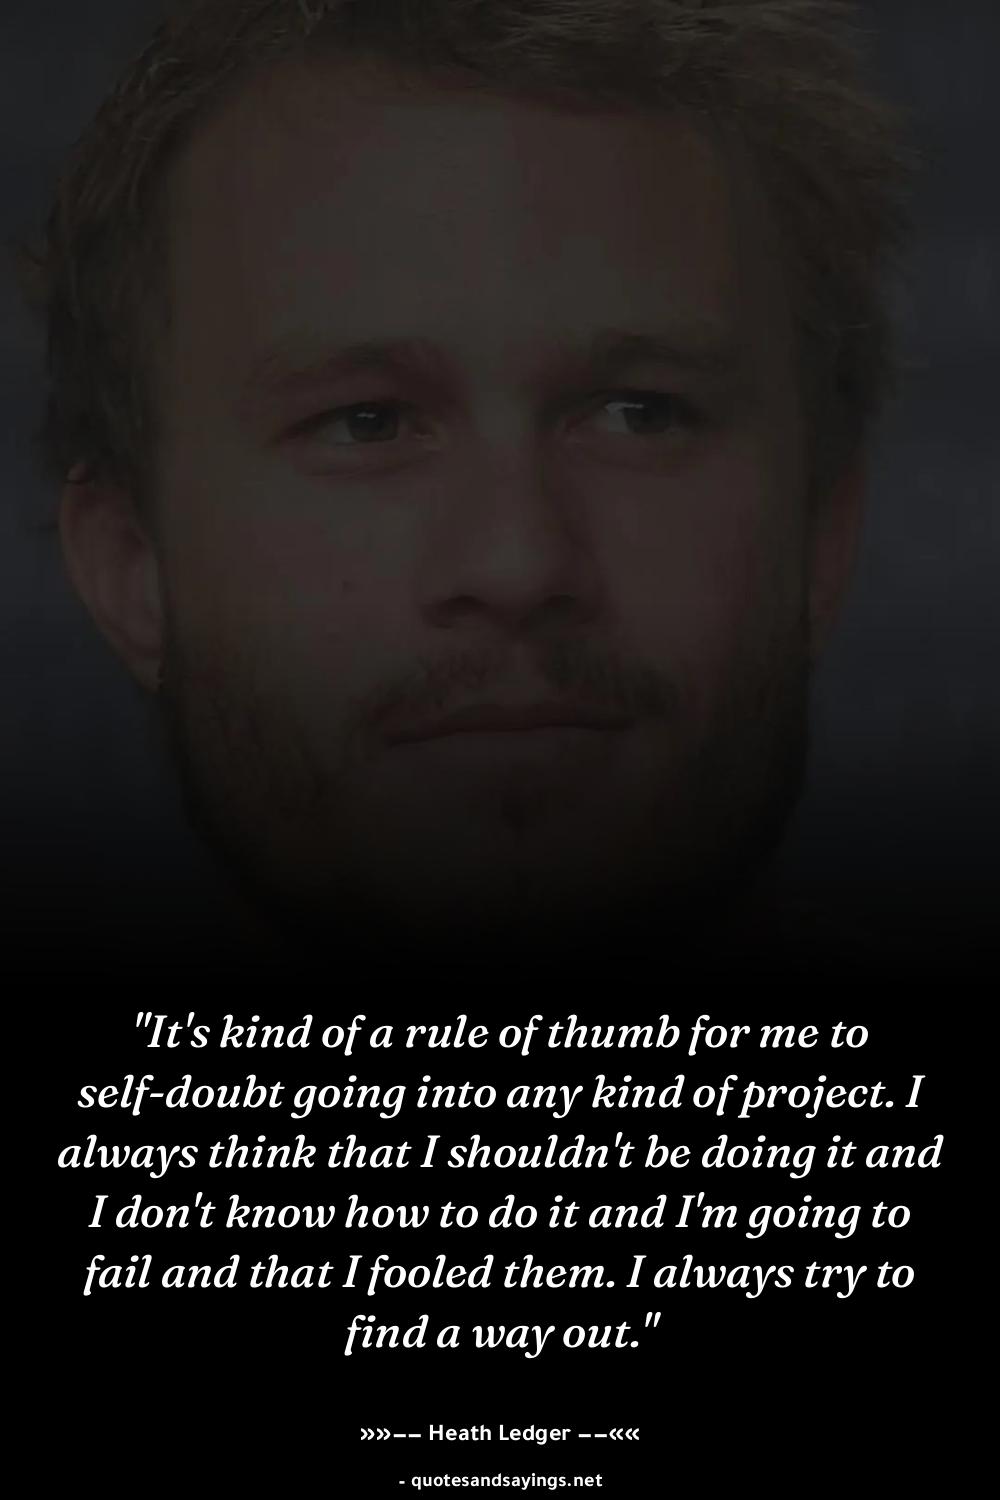 "It's kind of a rule of thumb for me to
self-doubt going into any kind of project. I
always think that I shouldn't be doing it and
I don't know how to do it and I'm going to
fail and that I fooled them. I always try to
find a way out."
»»−− Heath Ledger −−««
- quotesandsayings.net